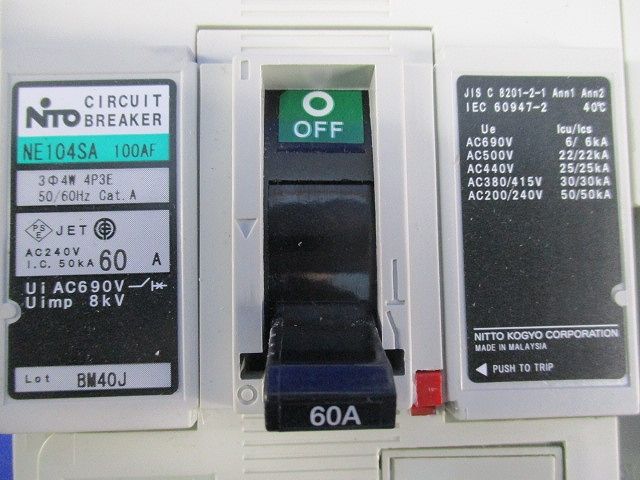 NITO CIRCUIT BREAKER
NE104SA 100AF
3Φ4W 4P3E
50/60Hz Cat. A
PS E JET
AC240V
I.C. 50kA 60 A
Ui AC690V
Uimp 8kV
Lot BM40J
OFF
60A
JIS C 8201-2-1 Ann1 Ann2
IEC 60947-2 40℃
Ue Icu/Ics
AC690V 6/ 6kA
AC500V 22/22kA
AC440V 25/25kA
AC380/415V 30/30kA
AC200/240V 50/50kA
NITTO KOGYO CORPORATION
MADE IN MALAYSIA
PUSH TO TRIP